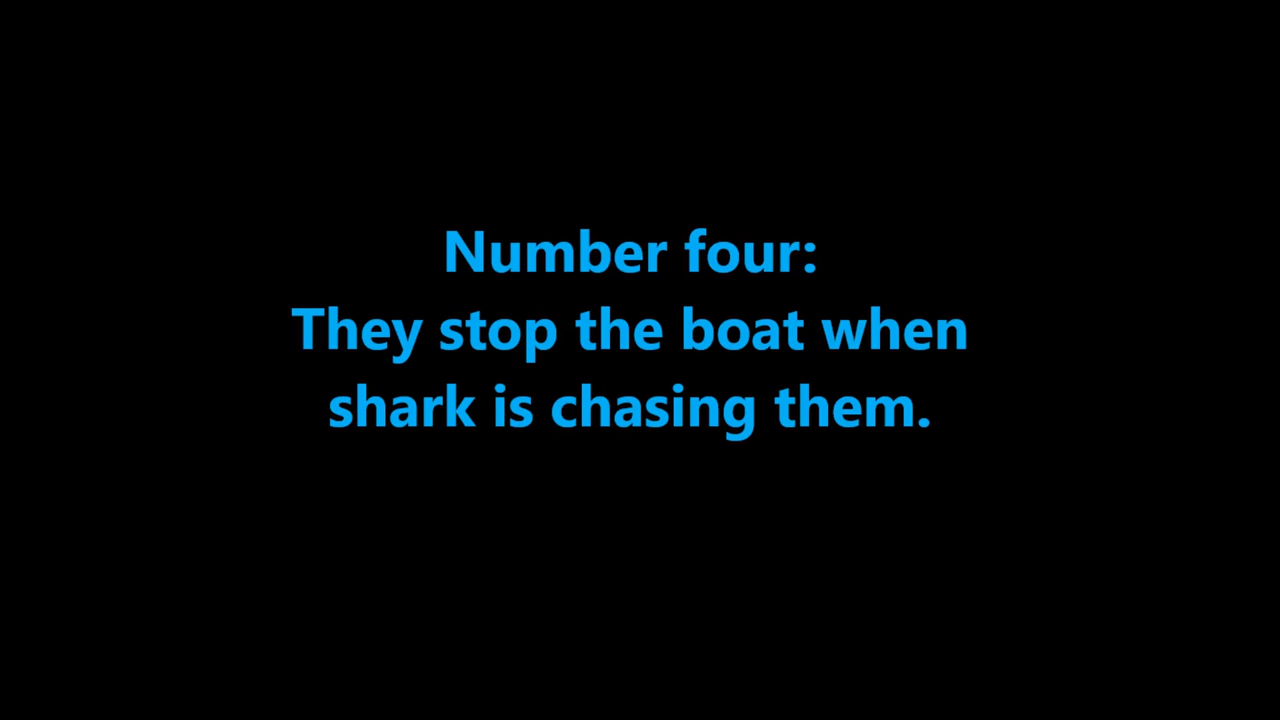 Number four:
They stop the boat when
shark is chasing them.